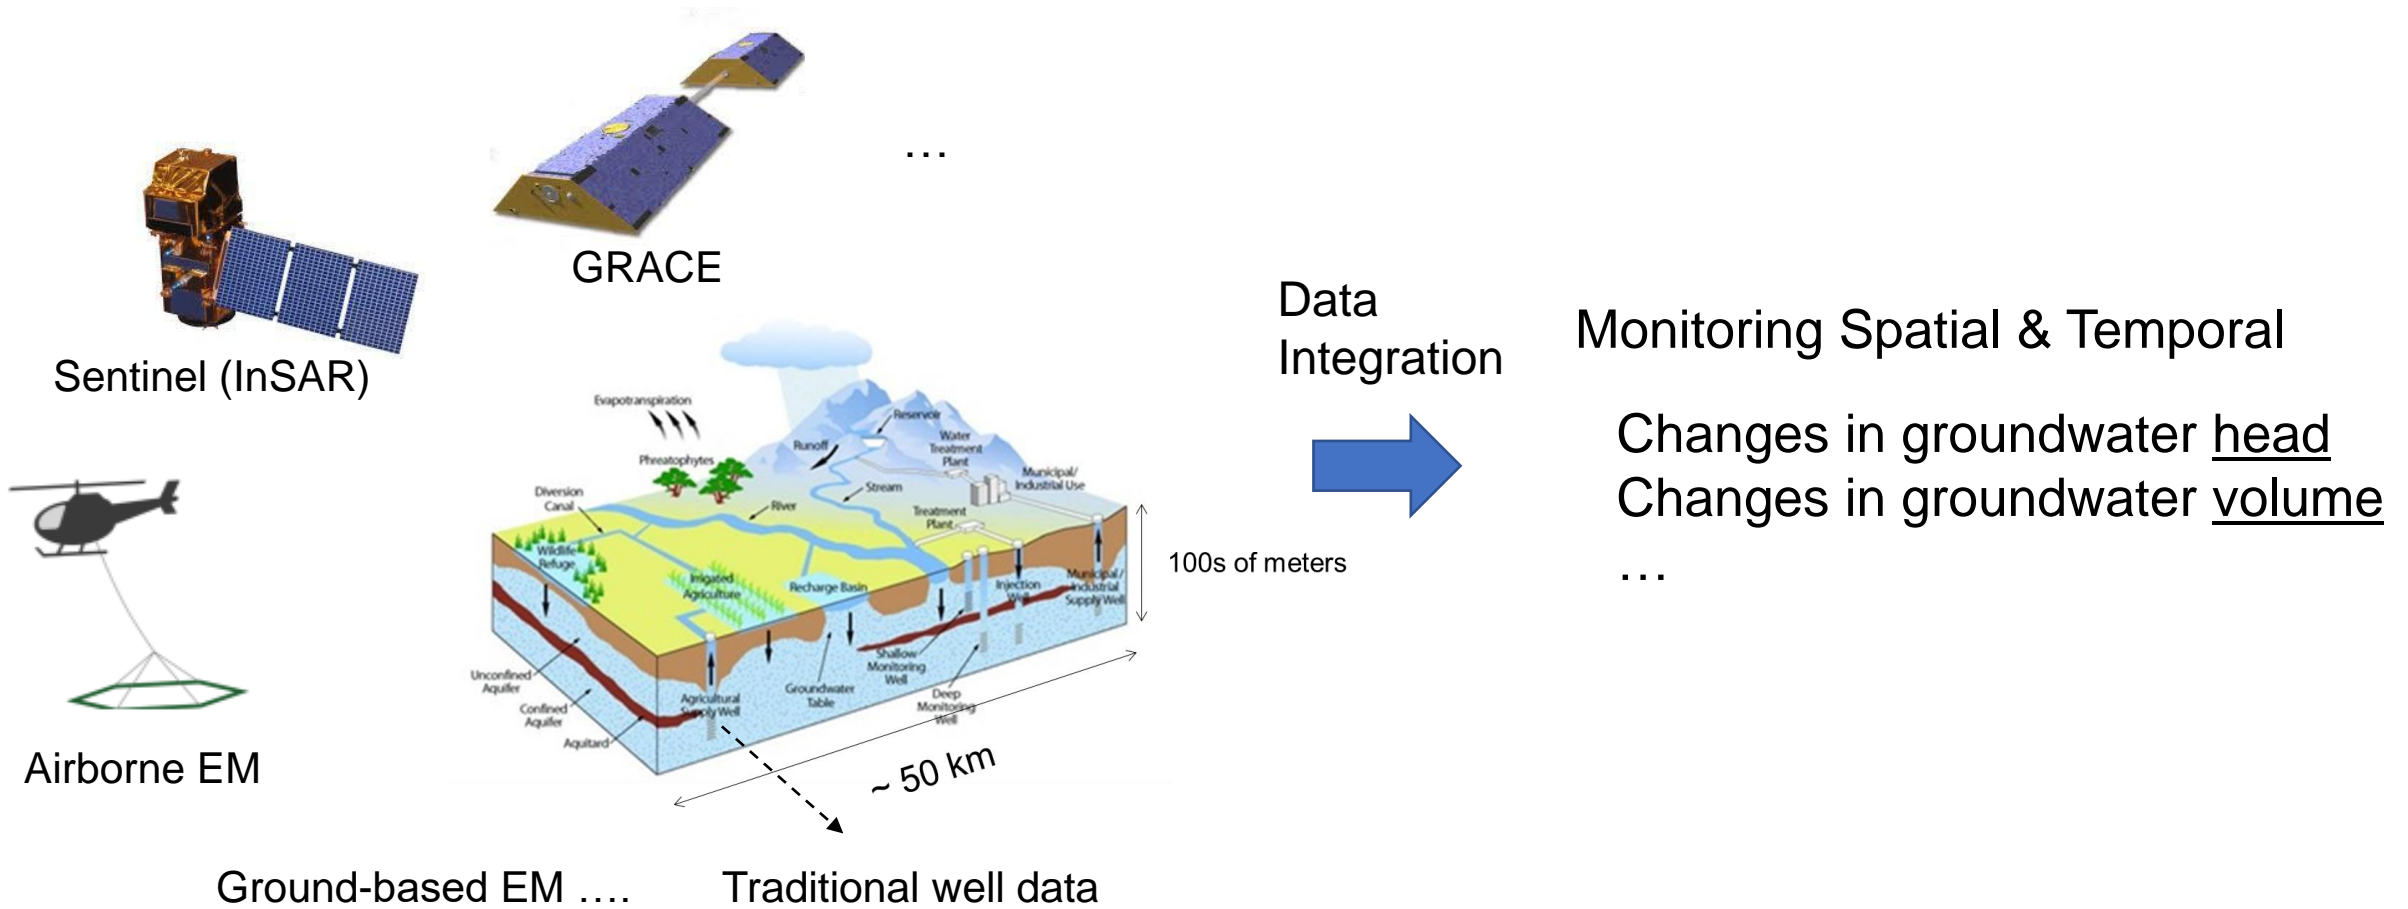 …
GRACE
Sentinel (InSAR)
Airborne EM
Evapotranspiration
Reservoir
Runoff
Water
Treatment
Plant
Phreatophytes
Municipal/
Industrial Use
Diversion
Canal
Stream
River
Treatment
Plant
Wildlife
Refuge
Irrigated
Agriculture
Recharge Basin
Injection
Well
Municipal/
Industrial
Supply Well
100s of meters
Unconfined
Aquifer
Confined
Aquifer
Aquitard
Agricultural
Supply Well
Groundwater
Table
Shallow
Monitoring
Well
Deep
Monitoring
Well
~ 50 km
Ground-based EM ….
Traditional well data
Data
Integration
Monitoring Spatial & Temporal
Changes in groundwater head
Changes in groundwater volume
…